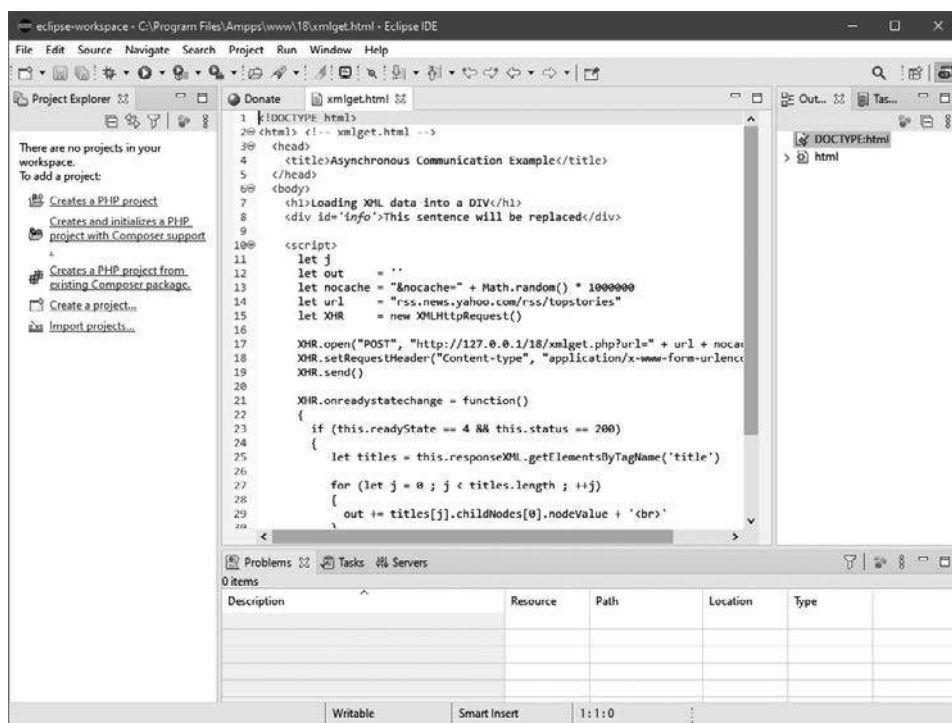 eclipse-workspace - C:\Program Files\Ampps\www\18\xmlget.html - Eclipse IDE
File Edit Source Navigate Search Project Run Window Help
Project Explorer
Donate
xmlget.html
Out...
Tas...
There are no projects in your
workspace.
To add a project:
Creates a PHP project
Creates and initializes a PHP
project with Composer support
.
Creates a PHP project from
existing Composer package.
Create a project...
Import projects...
1 <!DOCTYPE html>
2 <html> <!-- xmlget.html -->
3 <head>
4 <title>Asynchronous Communication Example</title>
5 </head>
6 <body>
7 <h1>Loading XML data into a DIV</h1>
8 <div id='info'>This sentence will be replaced</div>
9
10 <script>
11 let j
12 let out = ''
13 let nocache = "&nocache=" + Math.random() * 1000000
14 let url = "rss.news.yahoo.com/rss/topstories"
15 let XHR = new XMLHttpRequest()
16
17 XHR.open("POST", "http://127.0.0.1/18/xmlget.php?url=" + url + noca
18 XHR.setRequestHeader("Content-type", "application/x-www-form-urlenco
19 XHR.send()
20
21 XHR.onreadystatechange = function()
22 {
23 if (this.readyState == 4 && this.status == 200)
24 {
25 let titles = this.responseXML.getElementsByTagName('title')
26
27 for (let j = 0 ; j < titles.length ; ++j)
28 {
29 out += titles[j].childNodes[0].nodeValue + '<br>'
DOCTYPE:html
html
Problems
Tasks
Servers
0 items
Description Resource Path Location Type
Writable Smart Insert 1:1:0